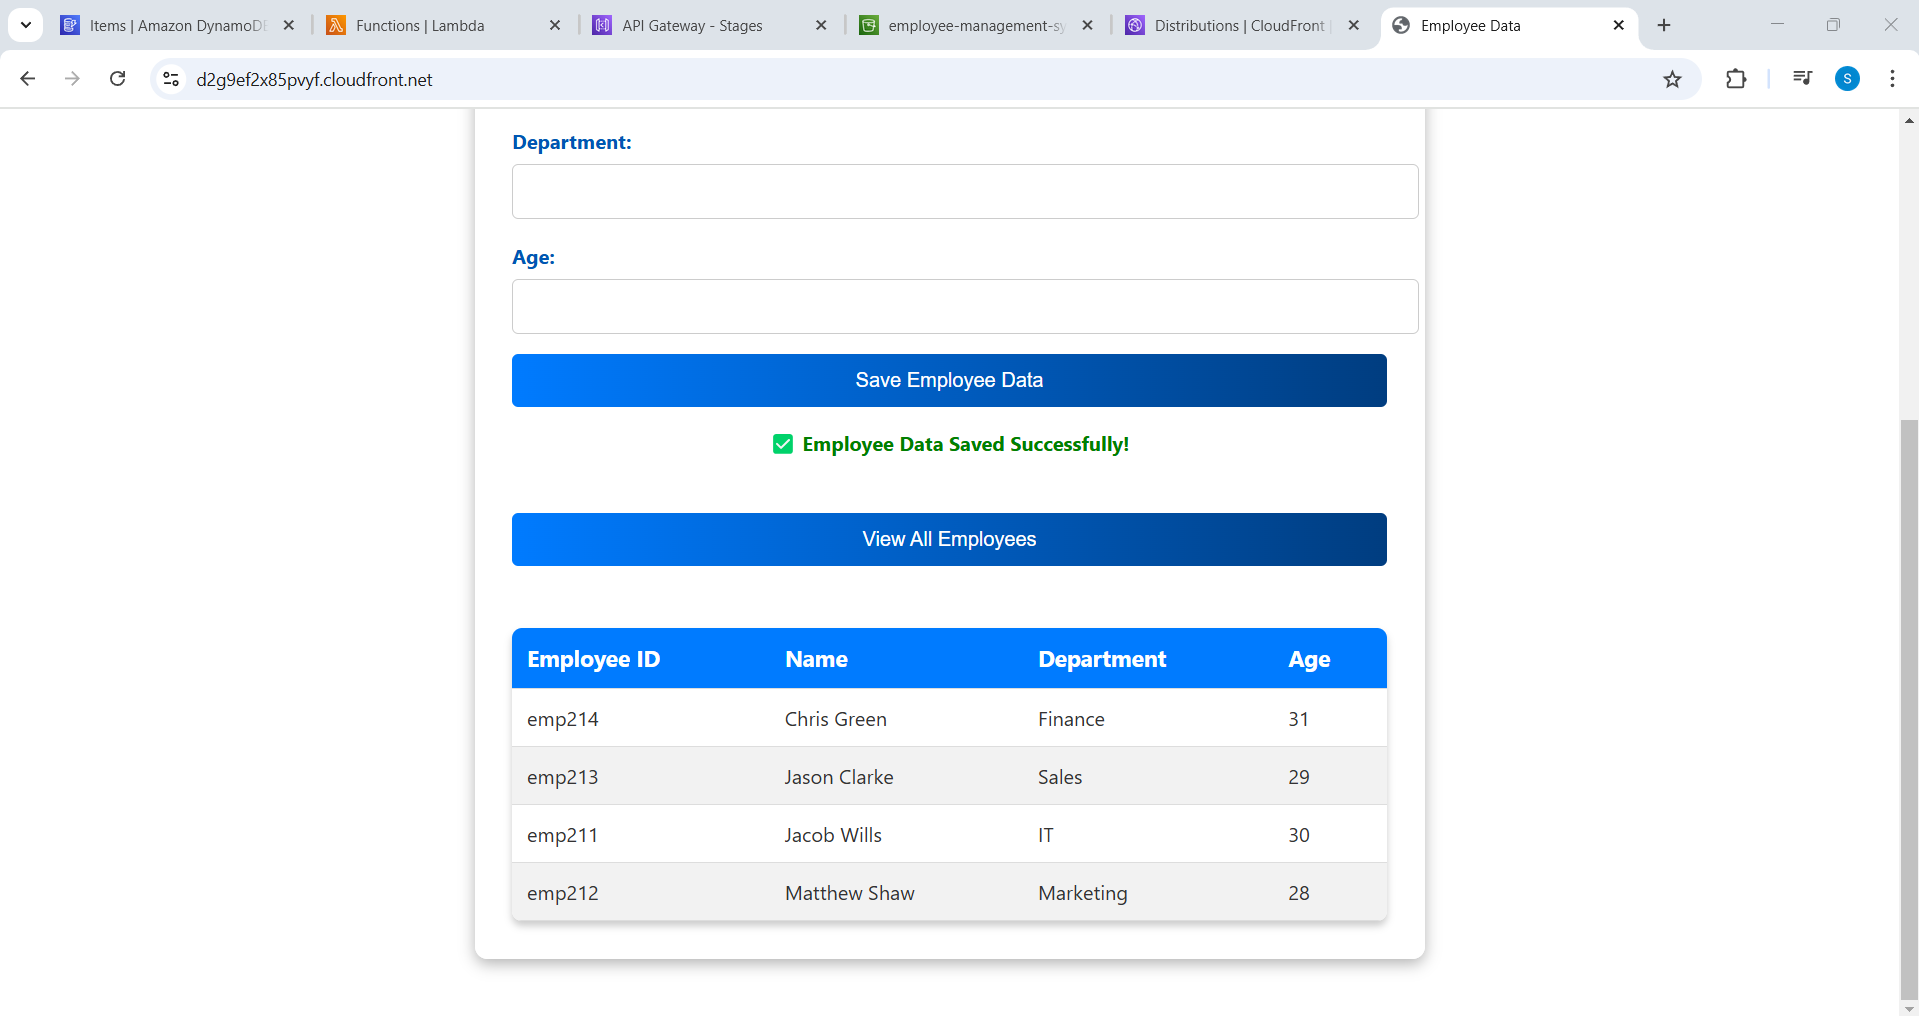 Items | Amazon DynamoDB
Functions | Lambda
API Gateway - Stages
employee-management-sy
Distributions | CloudFront |
Employee Data
d2g9ef2x85pvyf.cloudfront.net
S
Department:
Age:
Save Employee Data
Employee Data Saved Successfully!
View All Employees
Employee ID Name Department Age
emp214 Chris Green Finance 31
emp213 Jason Clarke Sales 29
emp211 Jacob Wills IT 30
emp212 Matthew Shaw Marketing 28